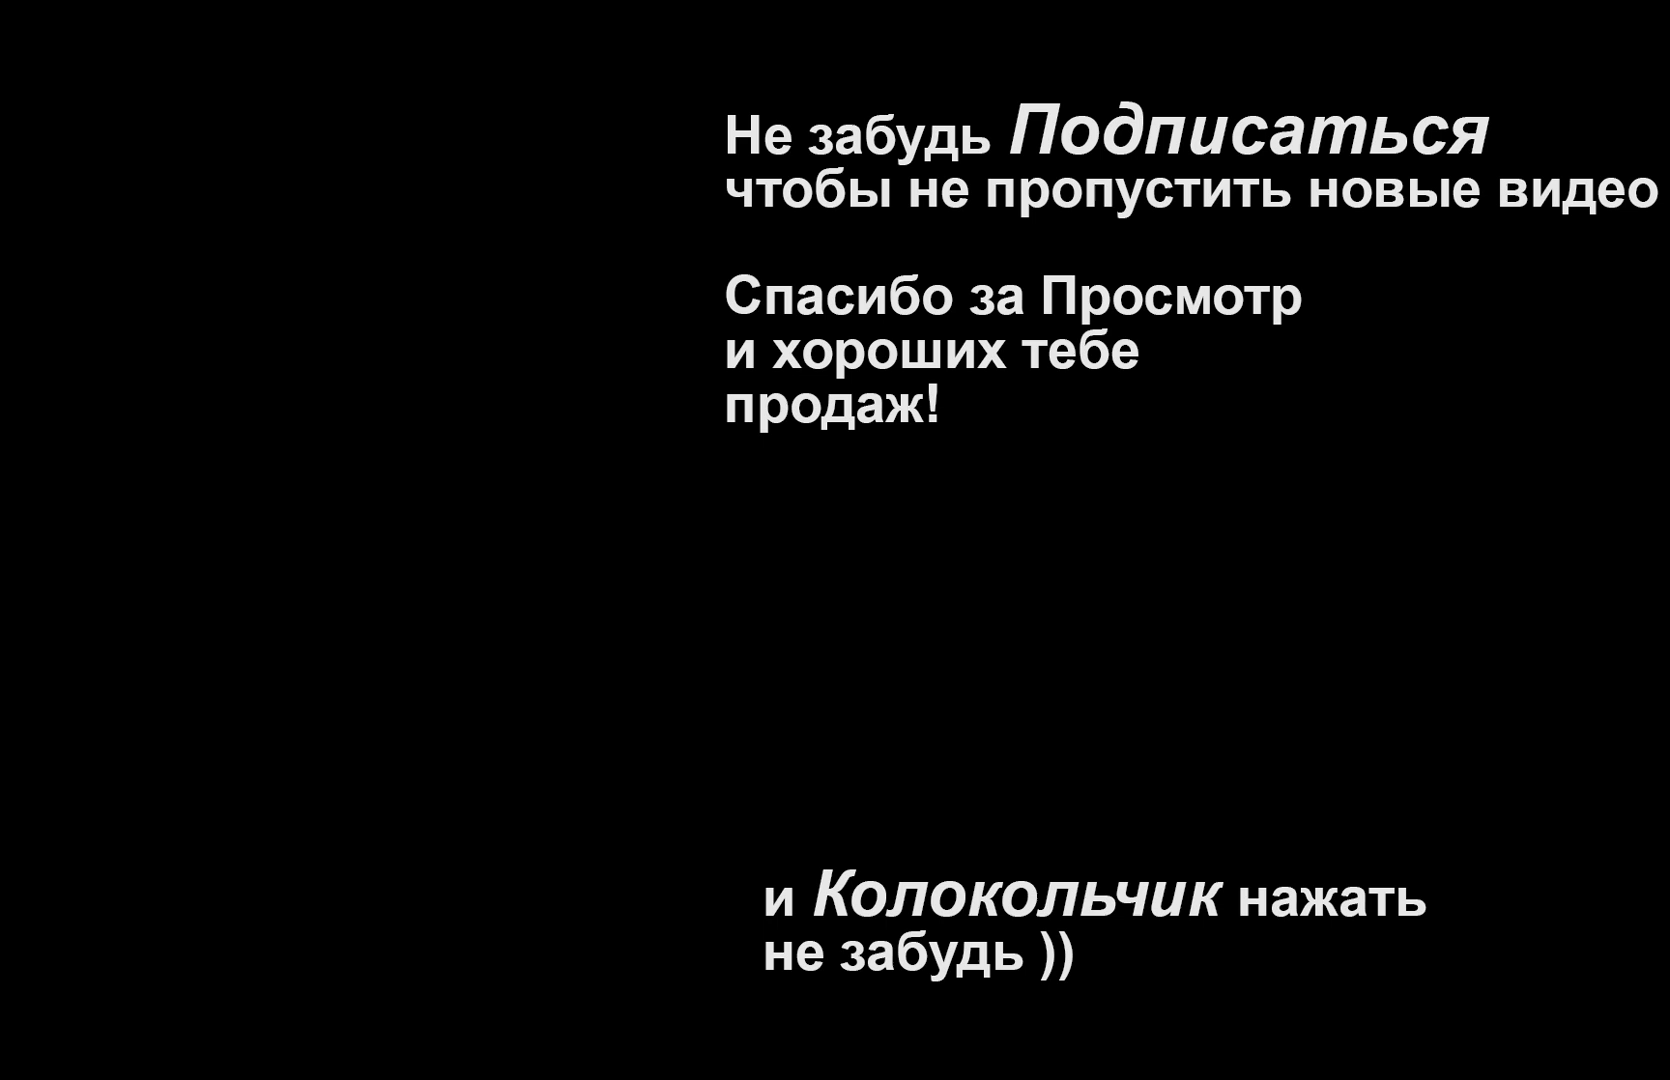 Не забудь Подписаться
чтобы не пропустить новые видео
Спасибо за Просмотр
и хороших тебе
продаж!
и Колокольчик нажать
не забудь ))